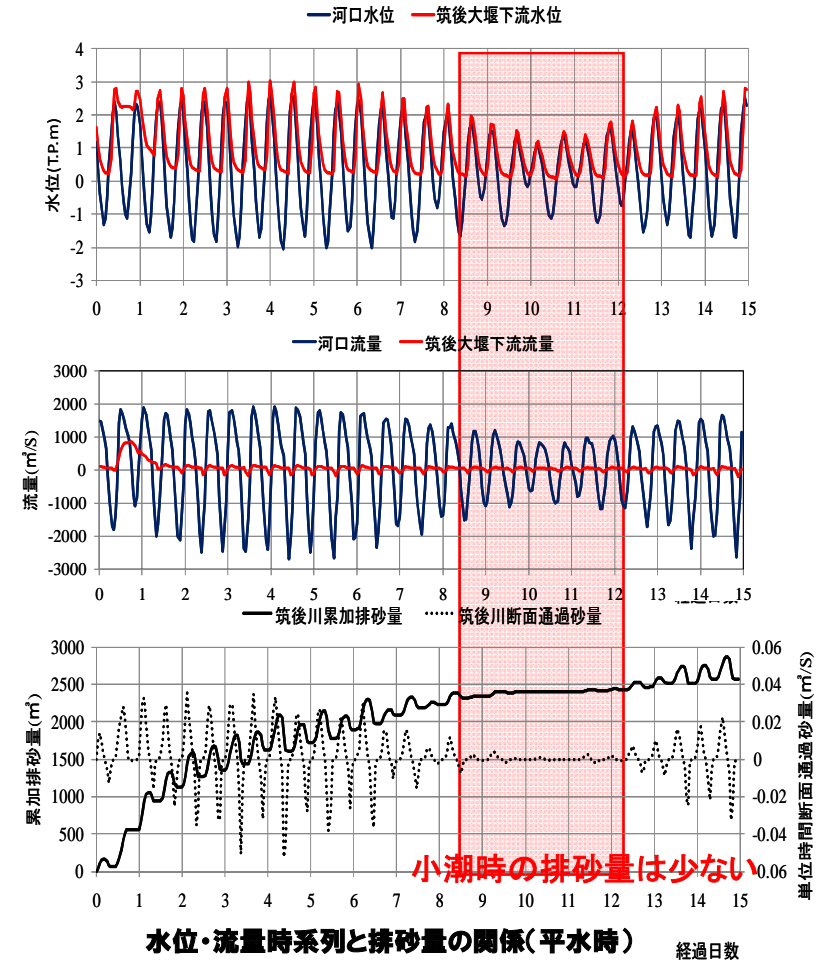 河口水位 筑後大堰下流水位
水位(T.P.m)
4
3
2
1
0
-1
-2
-3
0 1 2 3 4 5 6 7 8 9 10 11 12 13 14 15
河口流量 筑後大堰下流流量
流量(㎥/S)
3000
2000
1000
0
-1000
-2000
-3000
0 1 2 3 4 5 6 7 8 9 10 11 12 13 14 15
筑後川累加排砂量 筑後川断面通過砂量
累加排砂量(㎥)
3000
2500
2000
1500
1000
500
0
0.06
0.04
0.02
0
-0.02
-0.04
-0.06
単位時間断面通過砂量(㎥/S)
小潮時の排砂量は少ない
0 1 2 3 4 5 6 7 8 9 10 11 12 13 14 15
水位・流量時系列と排砂量の関係(平水時)
経過日数